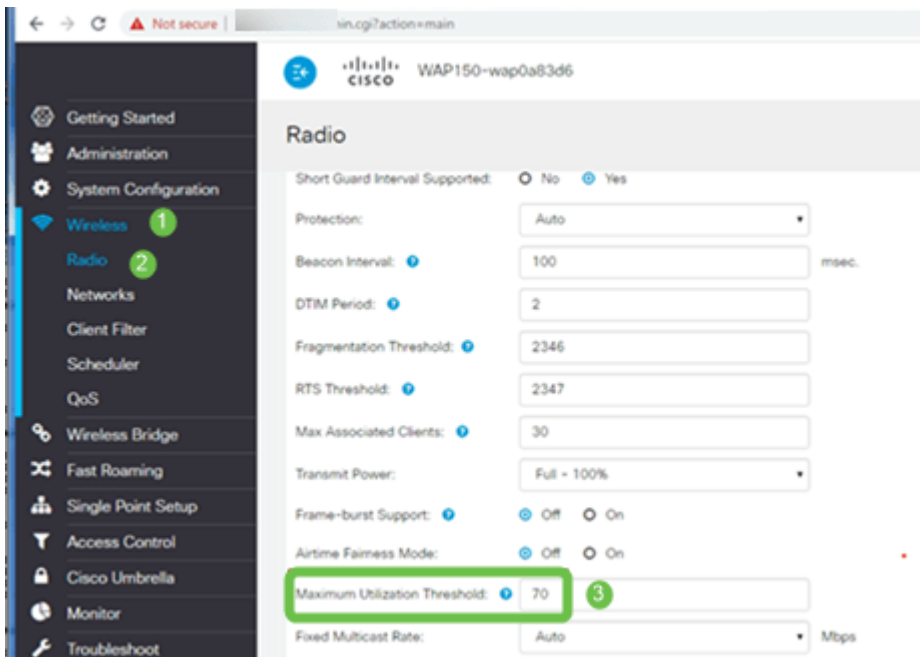 Not secure
in.cgi?action=main
CISCO
WAP150-wap0a83d6
Getting Started
Administration
System Configuration
Wireless 1
Radio 2
Networks
Client Filter
Scheduler
QoS
Wireless Bridge
Fast Roaming
Single Point Setup
Access Control
Cisco Umbrella
Monitor
Troubleshoot
Radio
Short Guard Interval Supported: No Yes
Protection: Auto
Beacon Interval: ? 100 msec.
DTIM Period: ? 2
Fragmentation Threshold: ? 2346
RTS Threshold: ? 2347
Max Associated Clients: ? 30
Transmit Power: Full - 100%
Frame-burst Support: ? Off On
Airtime Fairness Mode: Off On
Maximum Utilization Threshold: ? 70 3
Fixed Multicast Rate: Auto Mbps